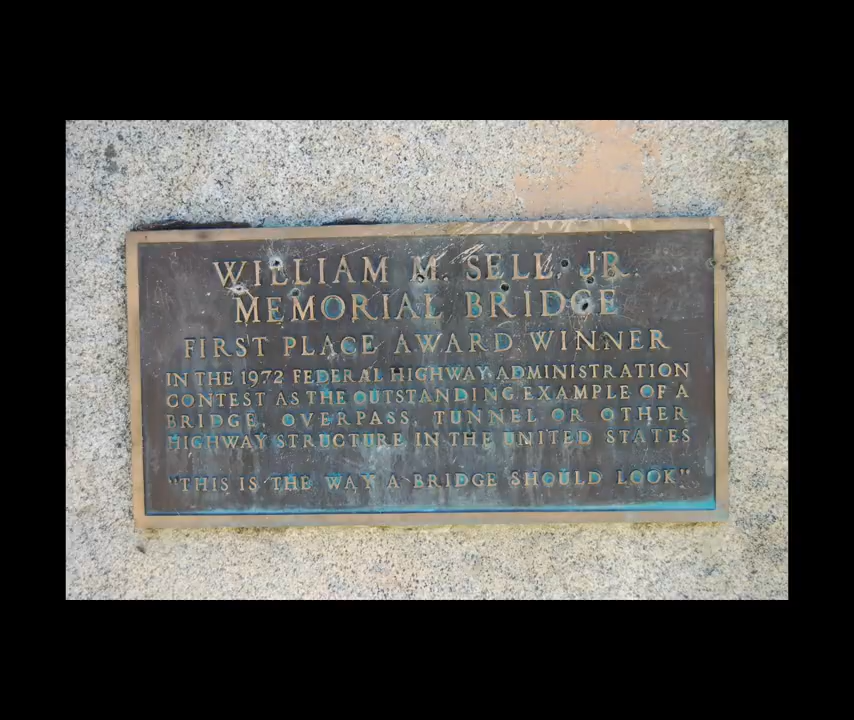 WILLIAM M. SELL, JR.
MEMORIAL BRIDGE
FIRST PLACE AWARD WINNER
IN THE 1972 FEDERAL HIGHWAY ADMINISTRATION
CONTEST AS THE OUTSTANDING EXAMPLE OF A
BRIDGE, OVERPASS, TUNNEL OR OTHER
HIGHWAY STRUCTURE IN THE UNITED STATES
"THIS IS THE WAY A BRIDGE SHOULD LOOK"